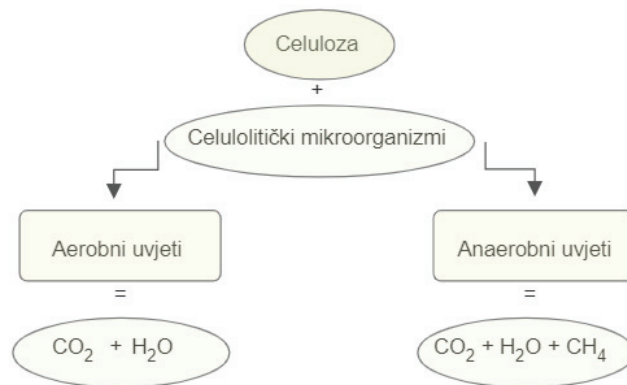 Celuloza
+
Celulolitički mikroorganizmi
Aerobni uvjeti
=
CO₂ + H₂O
Anaerobni uvjeti
=
CO₂ + H₂O + CH₄